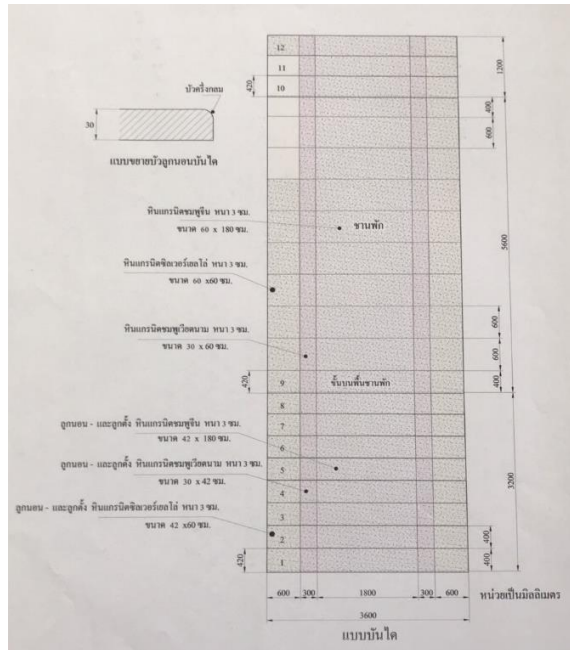 บัวครึ่งกลม
30
แบบขยายบัวลูกนอนบันได
หินแกรนิตชมพูจีน หนา 3 ซม.
ขนาด 60 x 180 ซม.
หินแกรนิตซิลเวอร์เยลโล่ หนา 3 ซม.
ขนาด 60 x60 ซม.
หินแกรนิตชมพูเวียดนาม หนา 3 ซม.
ขนาด 30 x 60 ซม.
ลูกนอน - และลูกตั้ง หินแกรนิตชมพูจีน หนา 3 ซม.
ขนาด 42 x 180 ซม.
ลูกนอน - และลูกตั้ง หินแกรนิตชมพูเวียดนาม หนา 3 ซม.
ขนาด 30 x 42 ซม.
ลูกนอน - และลูกตั้ง หินแกรนิตซิลเวอร์เยลโล่ หนา 3 ซม.
ขนาด 42 x60 ซม.
12
11
10
420
ชานพัก
9
ขั้นบนพื้นชานพัก
420
8
7
6
5
4
3
2
1
420
1200
400
600
5600
600
600
400
3200
400
400
600 300 1800 300 600
3600
หน่วยเป็นมิลลิเมตร
แบบบันได